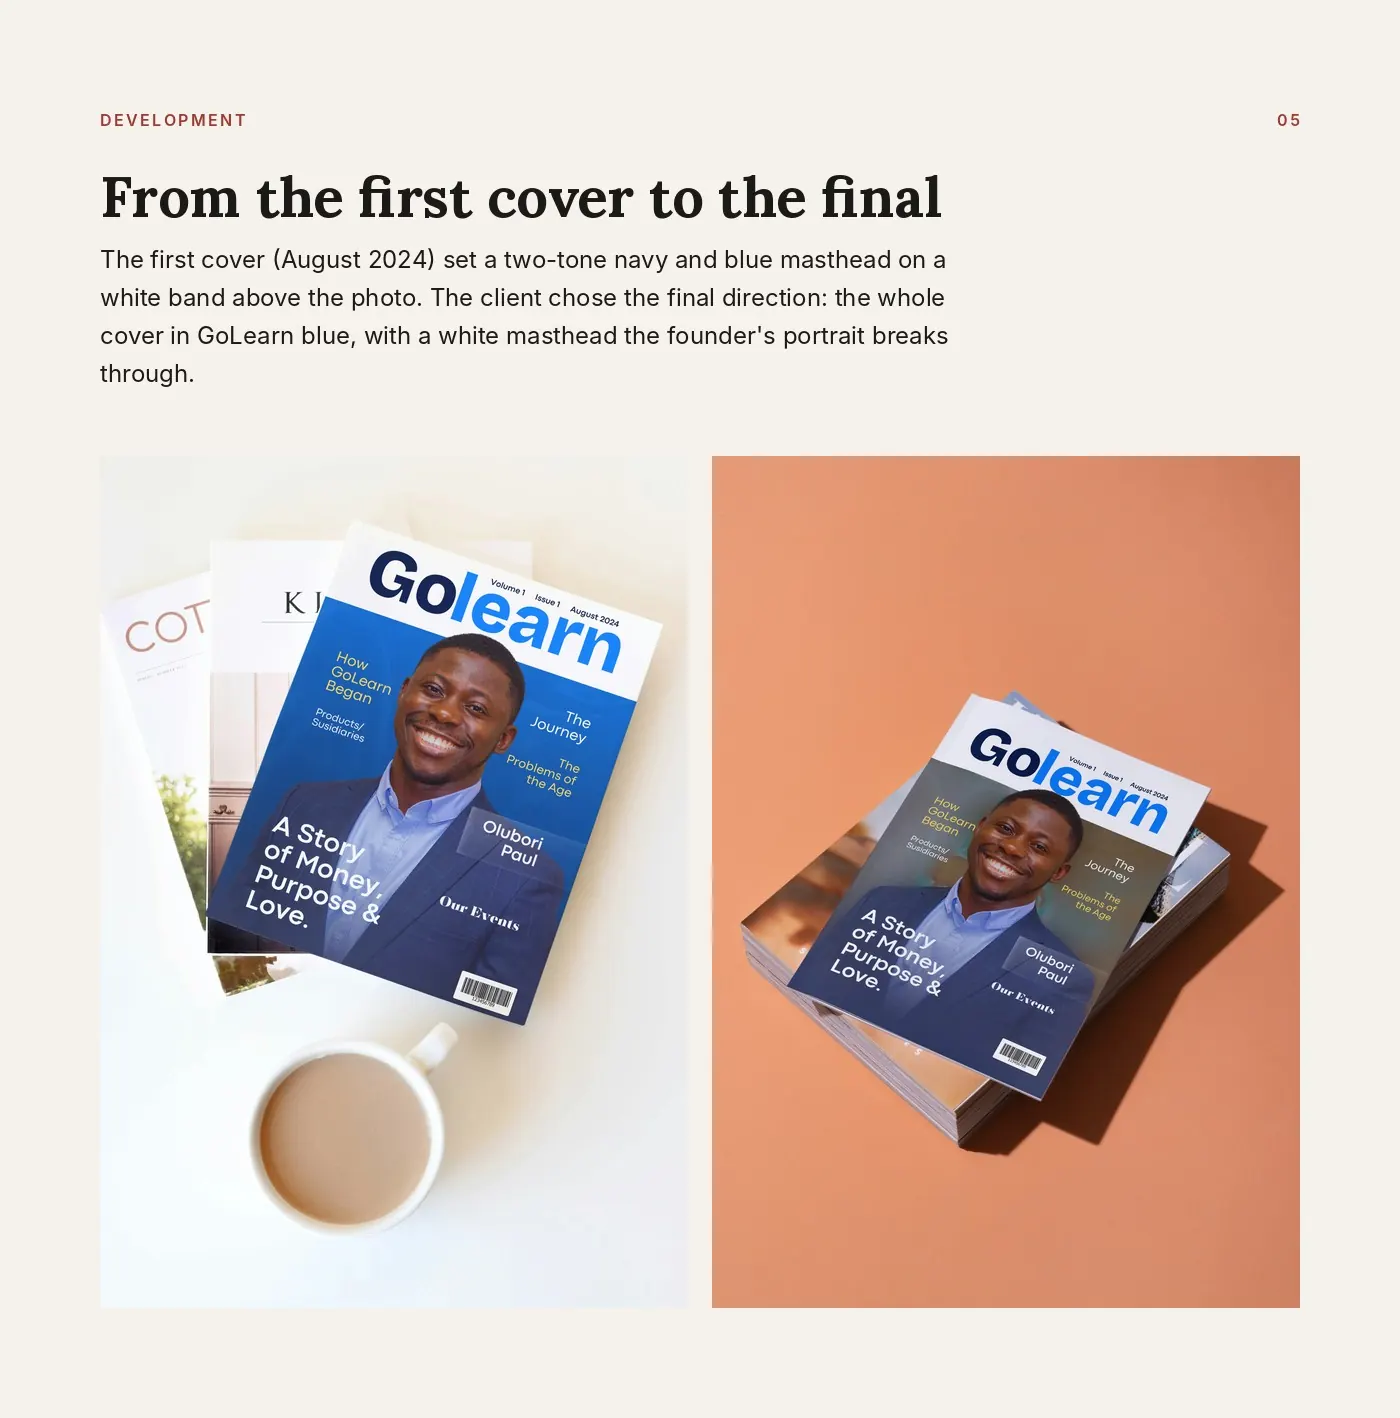 DEVELOPMENT
05
From the first cover to the final
The first cover (August 2024) set a two-tone navy and blue masthead on a
white band above the photo. The client chose the final direction: the whole
cover in GoLearn blue, with a white masthead the founder's portrait breaks
through.
COT
K
Golearn
Volume 1 Issue 1 August 2024
How
GoLearn
Began
Products/
Susidiaries
The
Journey
The
Problems of
the Age
A Story
of Money,
Purpose &
Love.
Olubori
Paul
Our Events
123456789
Golearn
Volume 1 Issue 1 August 2024
How
GoLearn
Began
Products/
Susidiaries
The
Journey
The
Problems of
the Age
A Story
of Money,
Purpose &
Love.
Olubori
Paul
Our Events